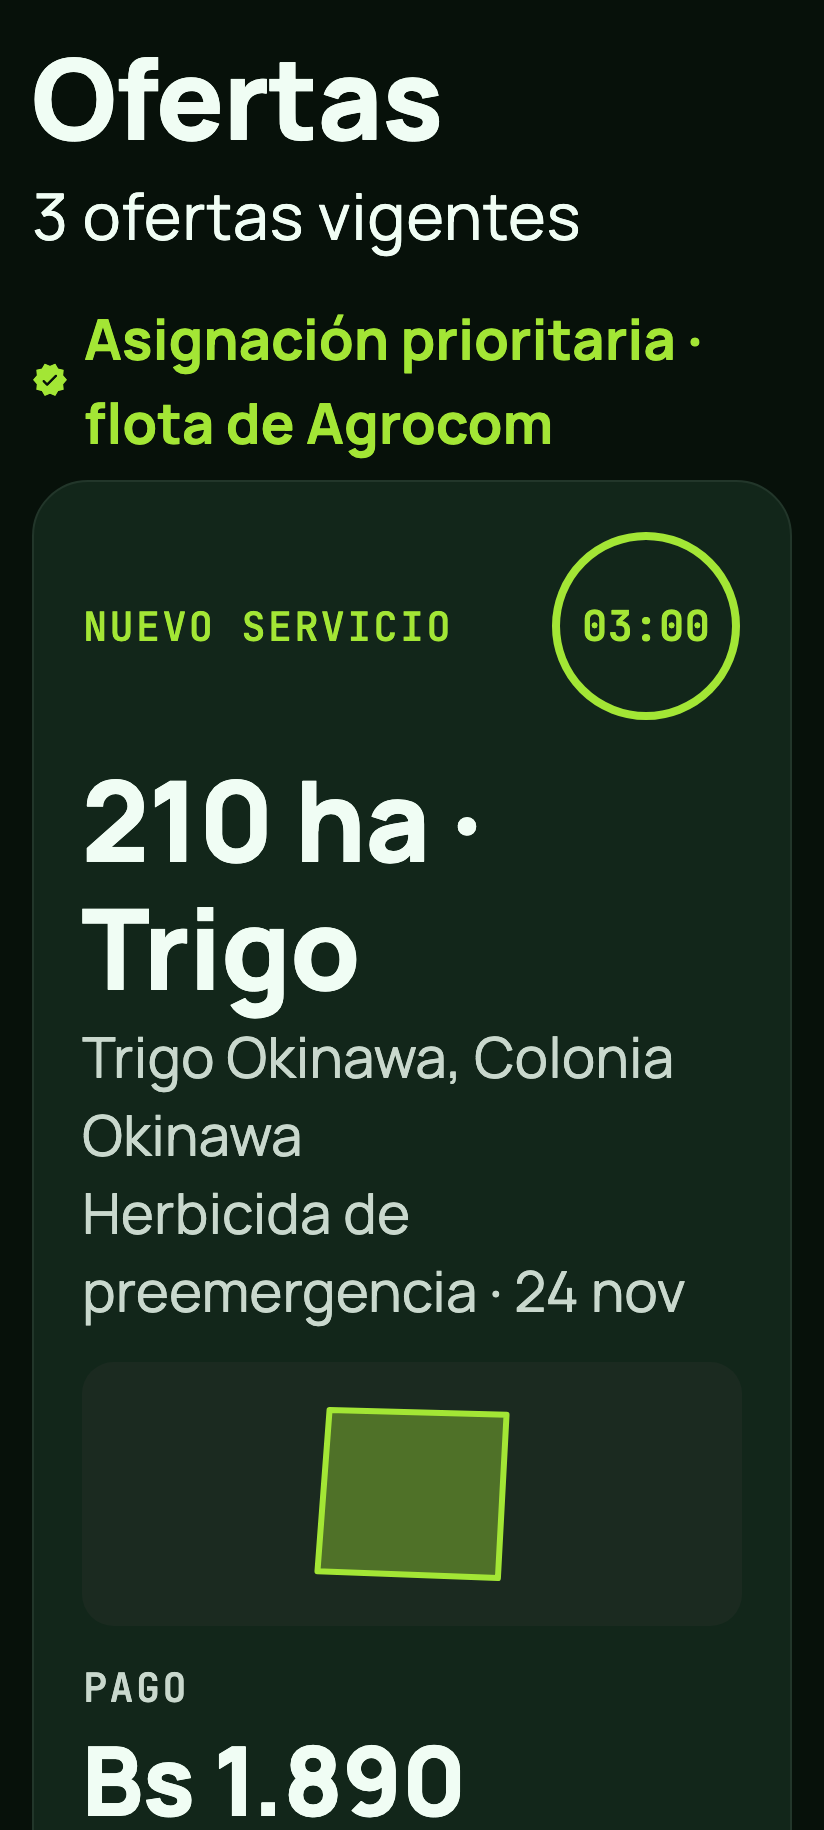 Ofertas
3 ofertas vigentes
Asignación prioritaria ·
flota de Agrocom
NUEVO SERVICIO
03:00
210 ha ·
Trigo
Trigo Okinawa, Colonia
Okinawa
Herbicida de
preemergencia · 24 nov
PAGO
Bs 1.890